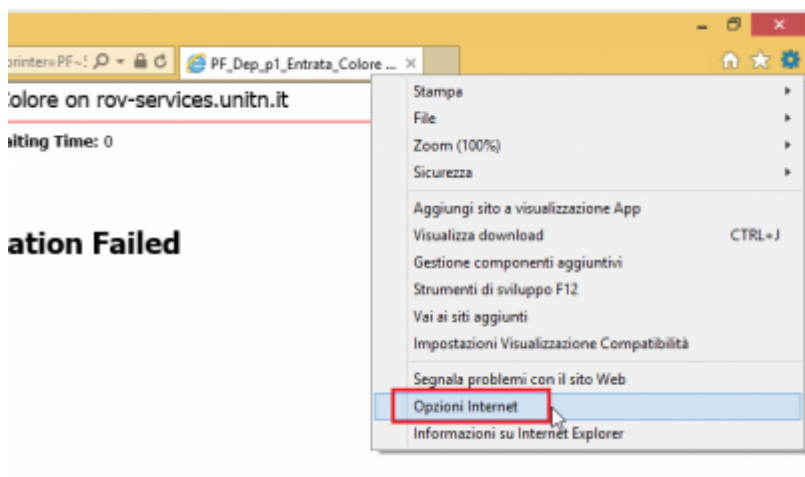 printer=PF~!
PF_Dep_p1_Entrata_Colore ...
Colore on rov-services.unitn.it
aiting Time: 0
ation Failed
Stampa
File
Zoom (100%)
Sicurezza
Aggiungi sito a visualizzazione App
Visualizza download CTRL+J
Gestione componenti aggiuntivi
Strumenti di sviluppo F12
Vai ai siti aggiunti
Impostazioni Visualizzazione Compatibilità
Segnala problemi con il sito Web
Opzioni Internet
Informazioni su Internet Explorer